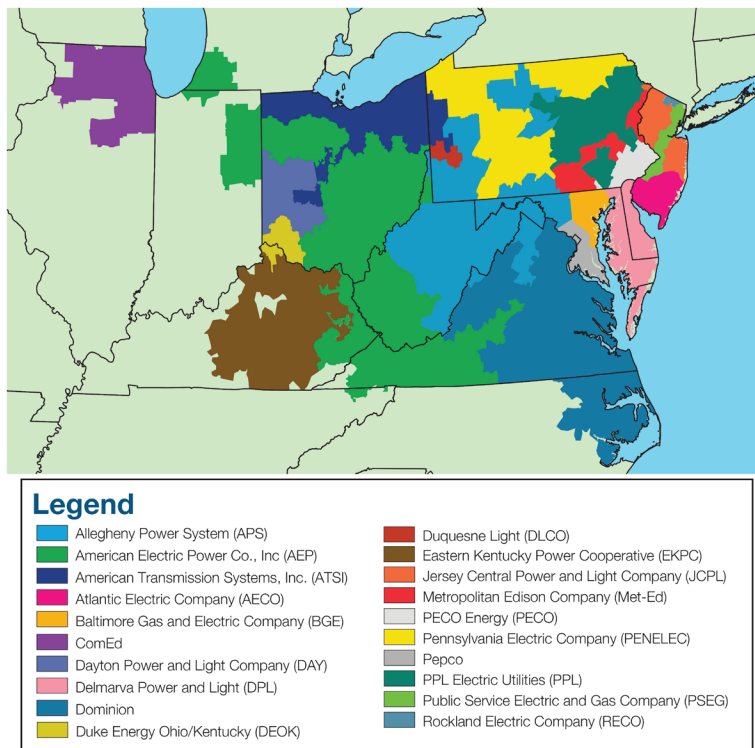 Legend
Allegheny Power System (APS)
American Electric Power Co., Inc (AEP)
American Transmission Systems, Inc. (ATSI)
Atlantic Electric Company (AECO)
Baltimore Gas and Electric Company (BGE)
ComEd
Dayton Power and Light Company (DAY)
Delmarva Power and Light (DPL)
Dominion
Duke Energy Ohio/Kentucky (DEOK)
Duquesne Light (DLCO)
Eastern Kentucky Power Cooperative (EKPC)
Jersey Central Power and Light Company (JCPL)
Metropolitan Edison Company (Met-Ed)
PECO Energy (PECO)
Pennsylvania Electric Company (PENELEC)
Pepco
PPL Electric Utilities (PPL)
Public Service Electric and Gas Company (PSEG)
Rockland Electric Company (RECO)